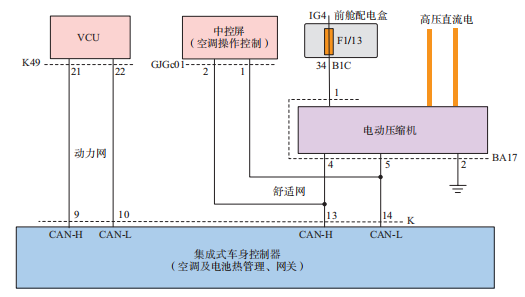 IG4 前舱配电盒
高压直流电
VCU
中控屏
（空调操作控制）
F1/13
K49
21
22
GJGc01
2
1
34
B1C
1
电动压缩机
动力网
4
5
2
BA17
舒适网
9
10
13
14
K
CAN-H
CAN-L
CAN-H
CAN-L
集成式车身控制器
（空调及电池热管理、网关）